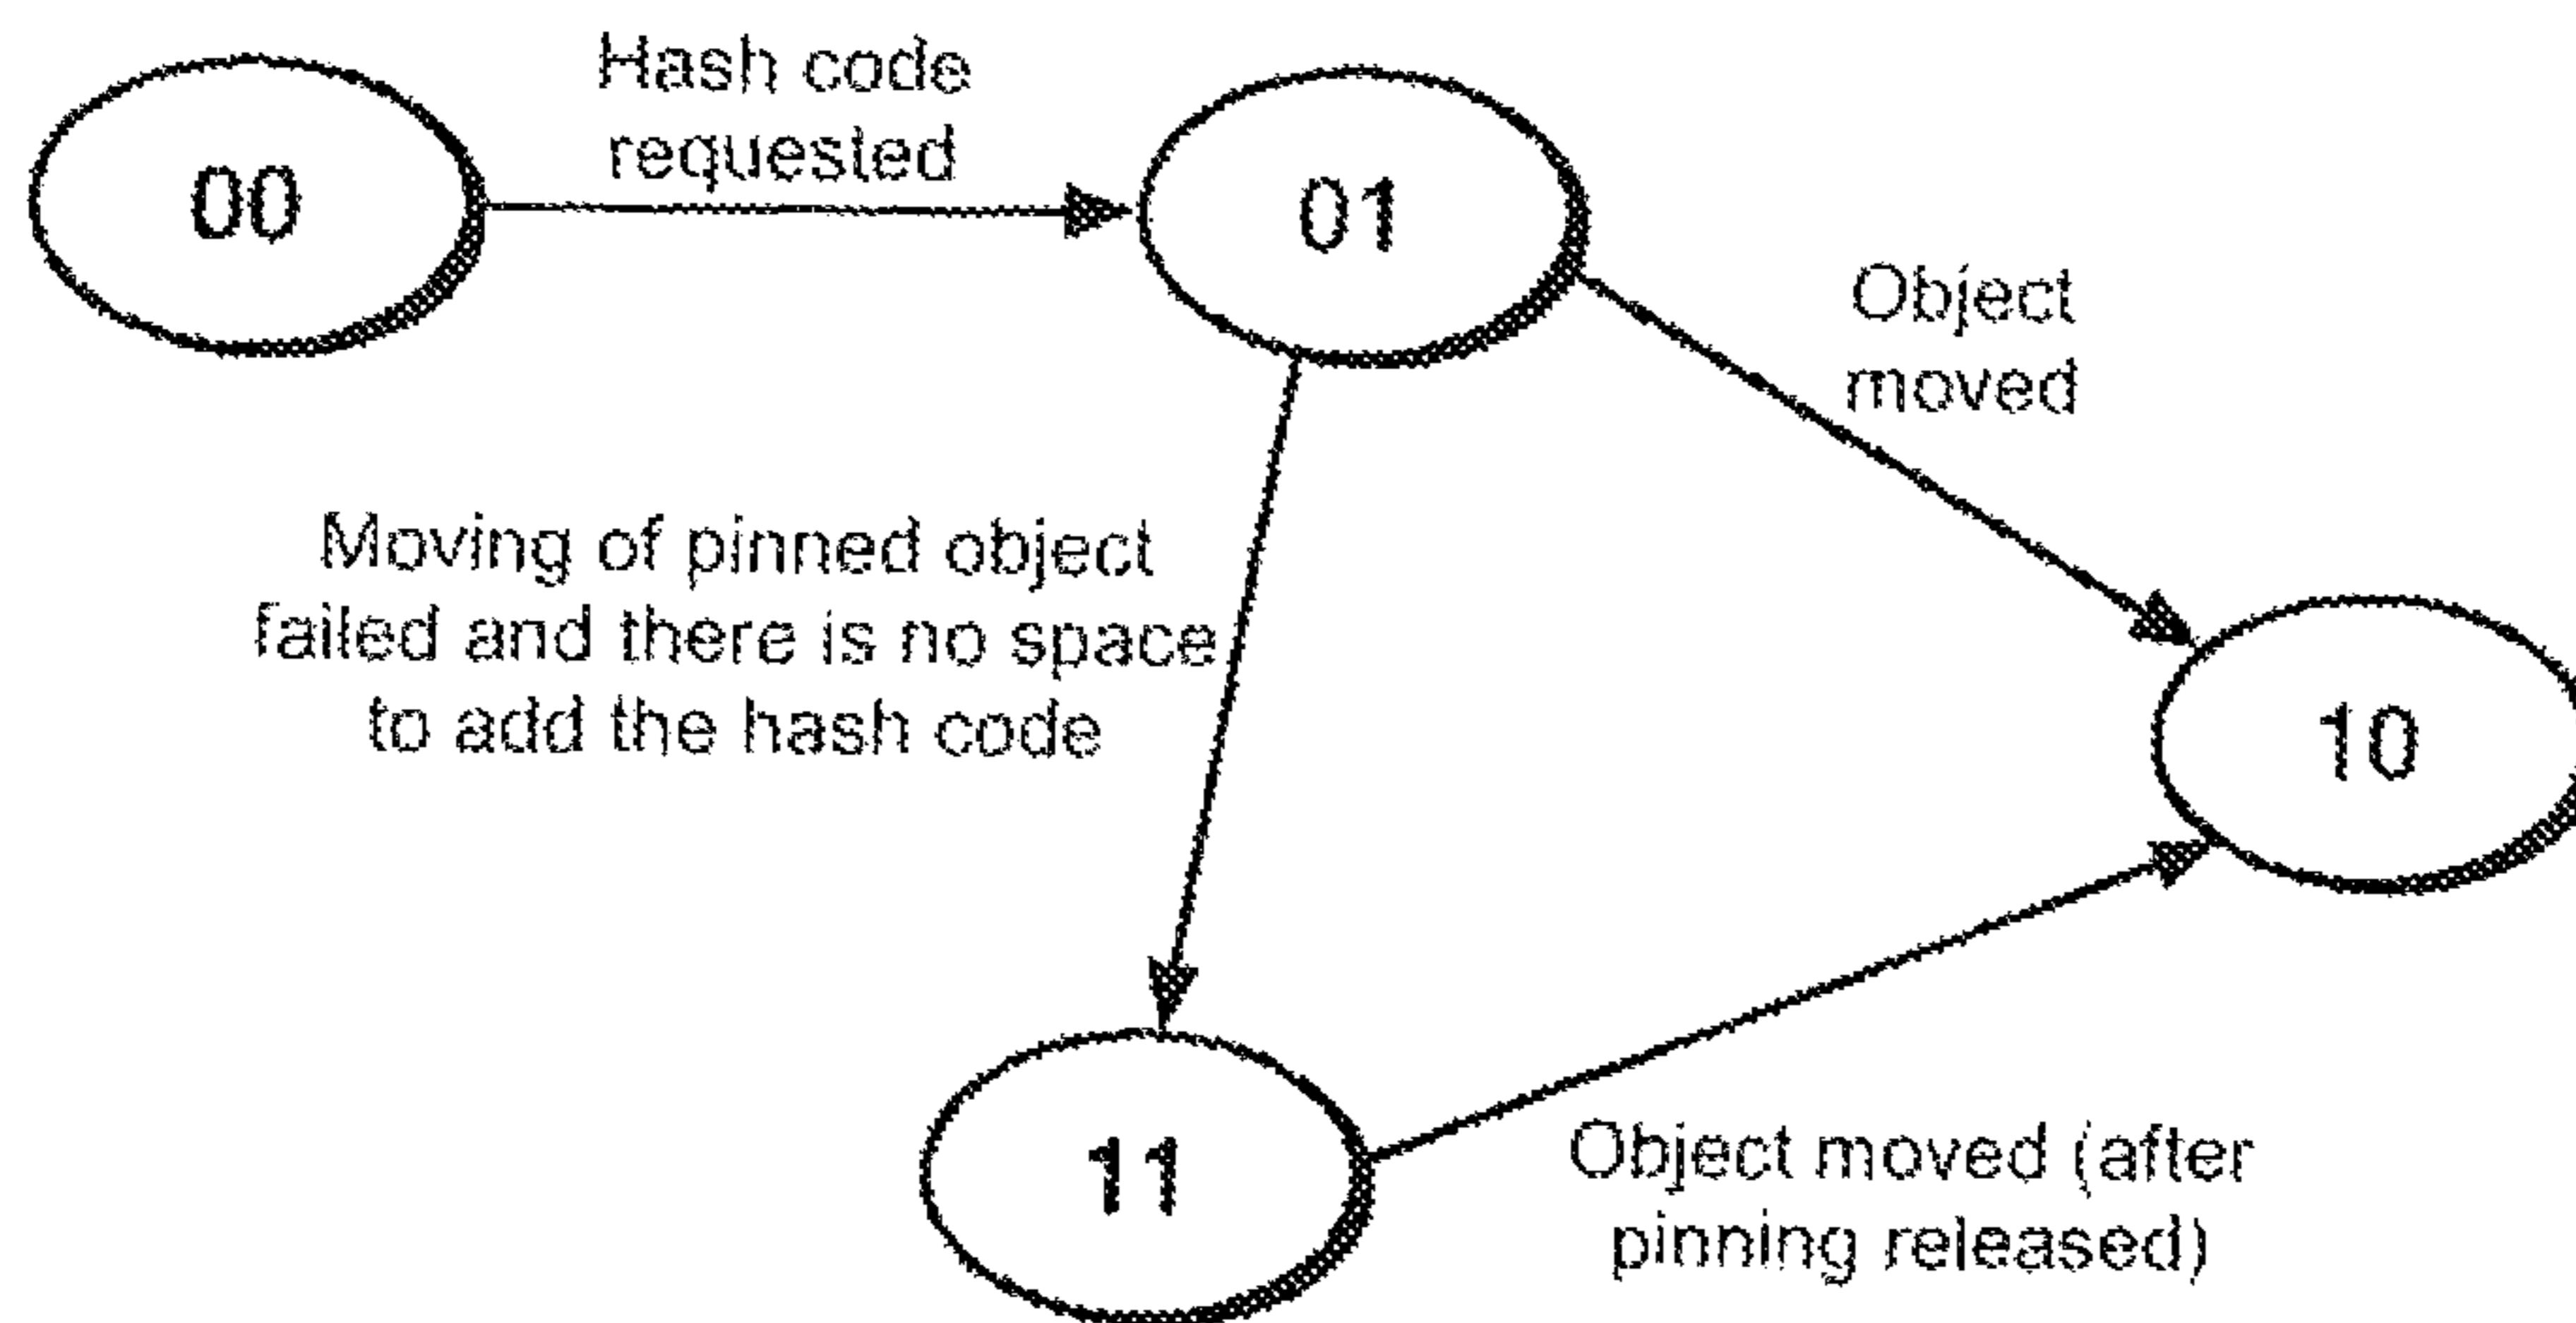 Hash code
requested
00
01
Object
moved
Moving of pinned object
failed and there is no space
to add the hash code
10
11
Object moved (after
pinning released)